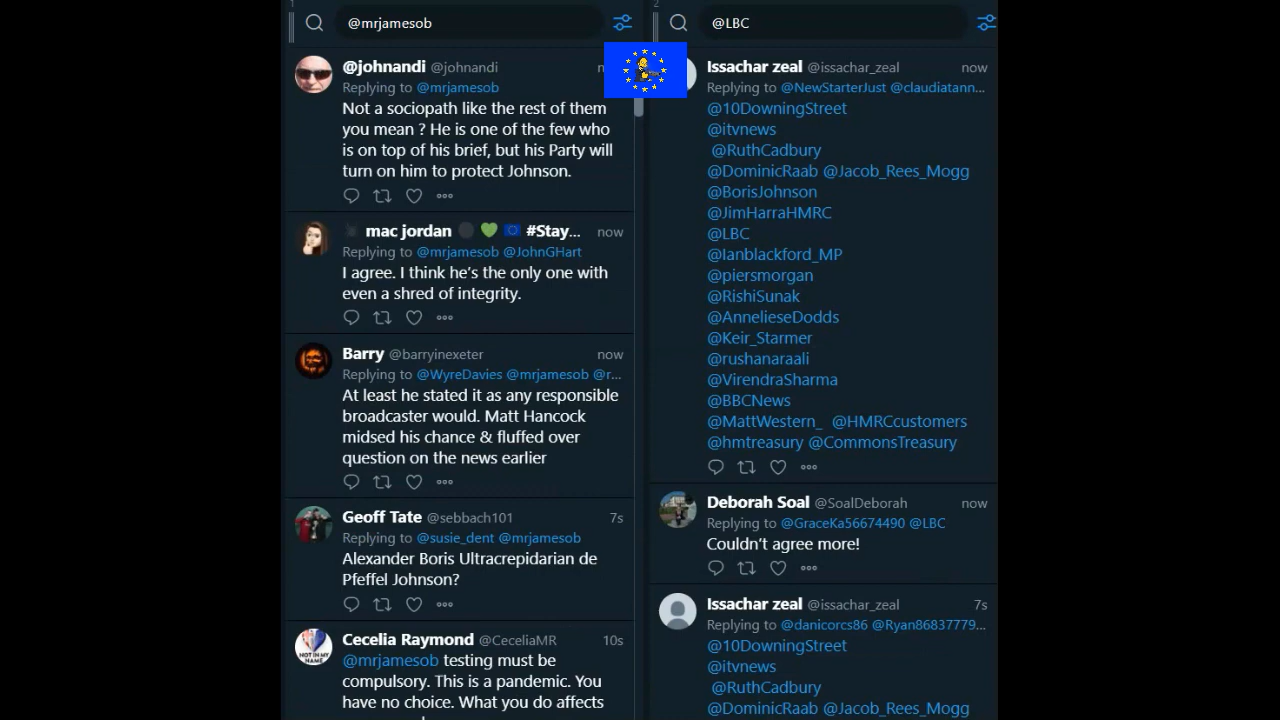 1
@mrjamesob
@johnandi @johnandi
Replying to @mrjamesob
Not a sociopath like the rest of them
you mean ? He is one of the few who
is on top of his brief, but his Party will
turn on him to protect Johnson.
mac jordan #Stay... now
Replying to @mrjamesob @JohnGHart
I agree. I think he's the only one with
even a shred of integrity.
Barry @barryinexeter now
Replying to @WyreDavies @mrjamesob @r...
At least he stated it as any responsible
broadcaster would. Matt Hancock
midsed his chance & fluffed over
question on the news earlier
Geoff Tate @sebbach101 7s
Replying to @susie_dent @mrjamesob
Alexander Boris Ultracrepidarian de
Pfeffel Johnson?
NOT IN MY
NAME
Cecelia Raymond @CeceliaMR 10s
@mrjamesob testing must be
compulsory. This is a pandemic. You
have no choice. What you do affects
2
@LBC
Issachar zeal @issachar_zeal now
Replying to @NewStarterJust @claudiatann...
@10DowningStreet
@itvnews
@RuthCadbury
@DominicRaab @Jacob_Rees_Mogg
@BorisJohnson
@JimHarraHMRC
@LBC
@Ianblackford_MP
@piersmorgan
@RishiSunak
@AnnelieseDodds
@Keir_Starmer
@rushanaraali
@VirendraSharma
@BBCNews
@MattWestern_ @HMRCcustomers
@hmtreasury @CommonsTreasury
Deborah Soal @SoalDeborah now
Replying to @GraceKa56674490 @LBC
Couldn't agree more!
Issachar zeal @issachar_zeal 7s
Replying to @danicorcs86 @Ryan86837779...
@10DowningStreet
@itvnews
@RuthCadbury
@DominicRaab @Jacob_Rees_Mogg